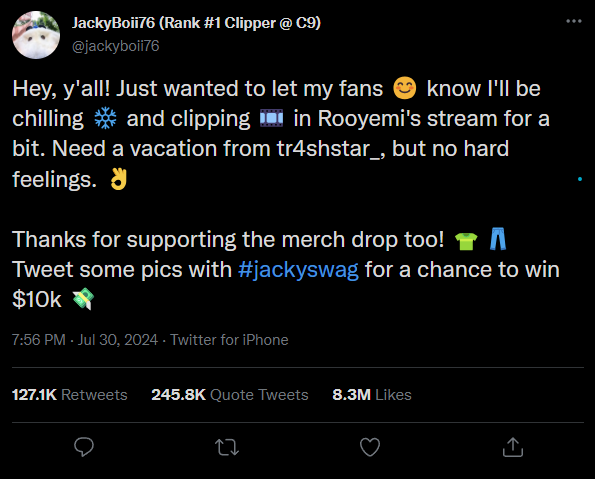 JackyBoii76 (Rank #1 Clipper @ C9)
@jackyboii76
Hey, y'all! Just wanted to let my fans 😊 know I'll be
chilling ❄️ and clipping 🎞️ in Rooyemi's stream for a
bit. Need a vacation from tr4shstar_, but no hard
feelings. 👌
Thanks for supporting the merch drop too! 👕 👖
Tweet some pics with #jackyswag for a chance to win
$10k 💸
7:56 PM · Jul 30, 2024 · Twitter for iPhone
127.1K Retweets 245.8K Quote Tweets 8.3M Likes